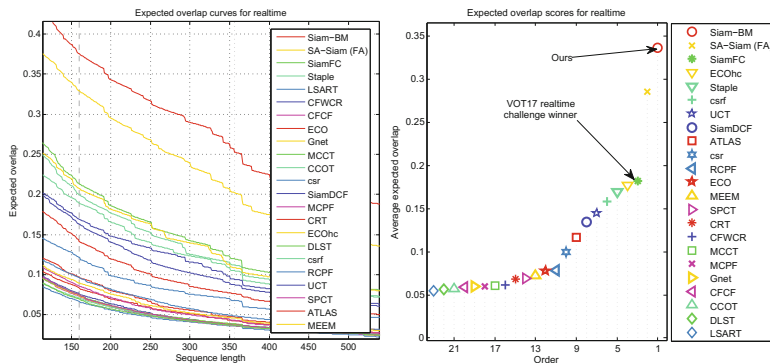 Expected overlap curves for realtime
Expected overlap
0.4
0.35
0.3
0.25
0.2
0.15
0.1
0.05
150 200 250 300 350 400 450 500
Sequence length
Siam-BM
SA-Siam (FA)
SiamFC
Staple
LSART
CFWCR
CFCF
ECO
Gnet
MCCT
CCOT
csr
SiamDCF
MCPF
CRT
ECOhc
DLST
csrf
RCPF
UCT
SPCT
ATLAS
MEEM
Expected overlap scores for realtime
Average expected overlap
0.35
0.3
0.25
0.2
0.15
0.1
0.05
0
21 17 13 9 5 1
Order
Ours
VOT17 realtime
challenge winner
Siam-BM
SA-Siam (FA)
SiamFC
ECOhc
Staple
csrf
UCT
SiamDCF
ATLAS
csr
RCPF
ECO
MEEM
SPCT
CRT
CFWCR
MCCT
MCPF
Gnet
CFCF
CCOT
DLST
LSART